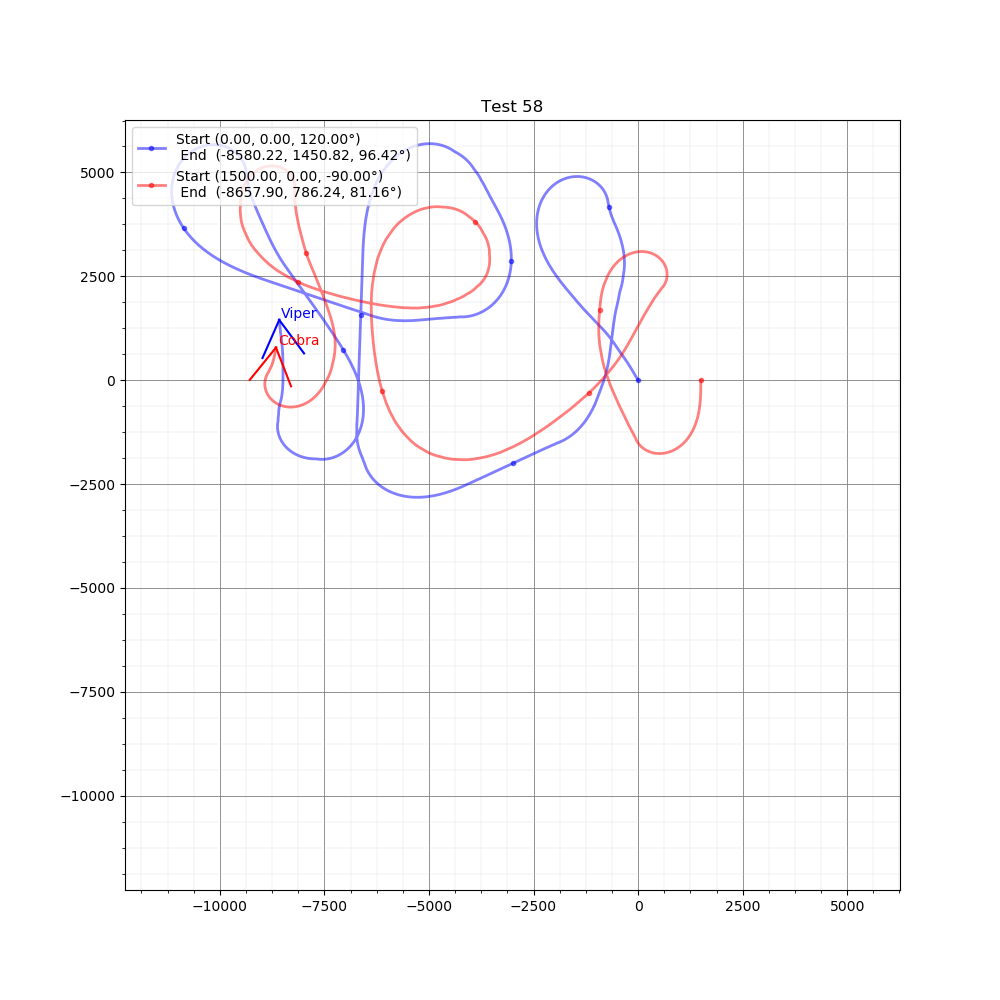 Test 58
Start (0.00, 0.00, 120.00°)
End  (-8580.22, 1450.82, 96.42°)
Start (1500.00, 0.00, -90.00°)
End  (-8657.90, 786.24, 81.16°)
5000
2500
0
−2500
−5000
−7500
−10000
Viper
Cobra
−10000
−7500
−5000
−2500
0
2500
5000